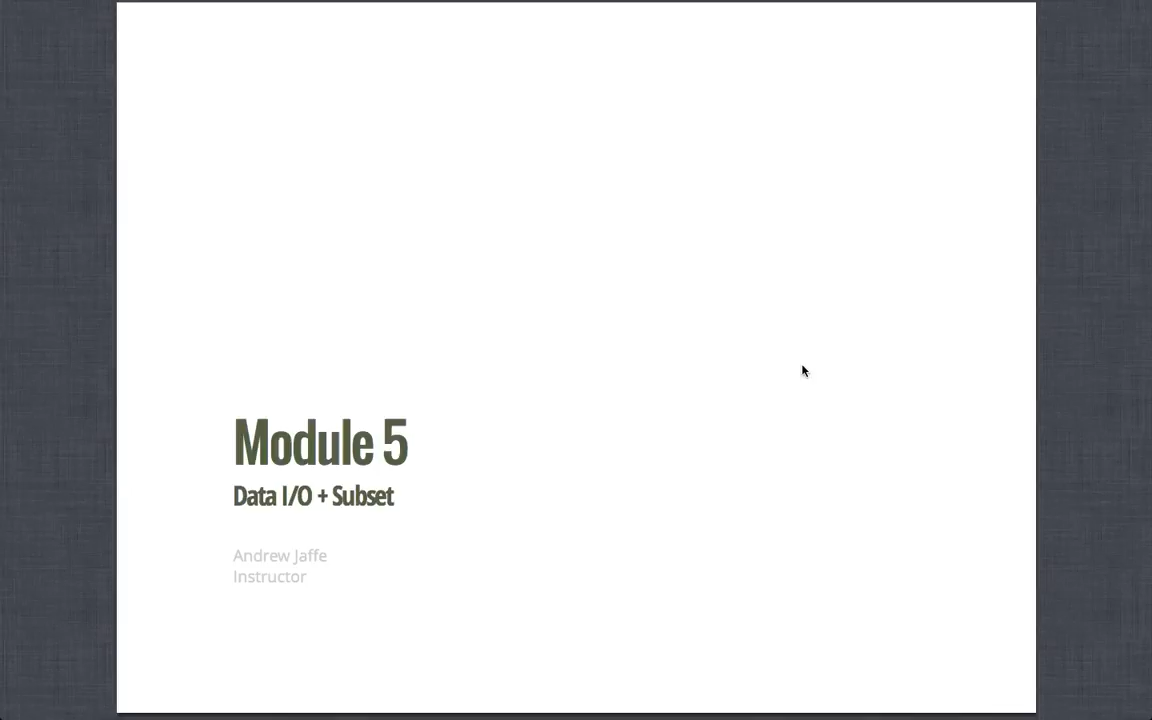 Module 5
Data I/O + Subset
Andrew Jaffe
Instructor